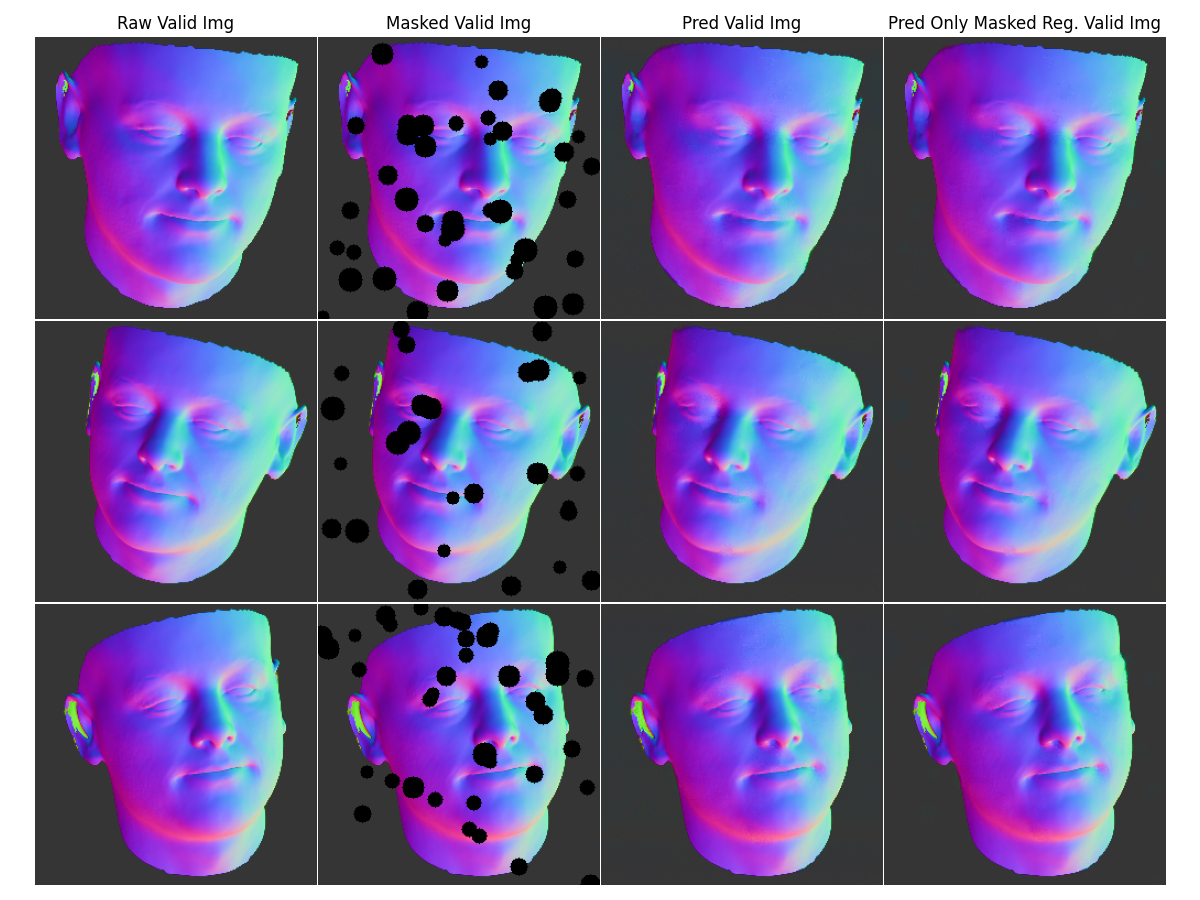 Raw Valid Img
Masked Valid Img
Pred Valid Img
Pred Only Masked Reg. Valid Img